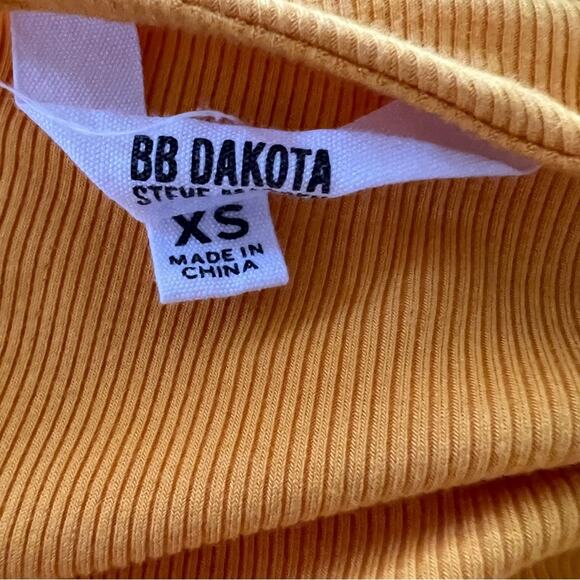 BB DAKOTA
STEVE
XS
MADE IN
CHINA